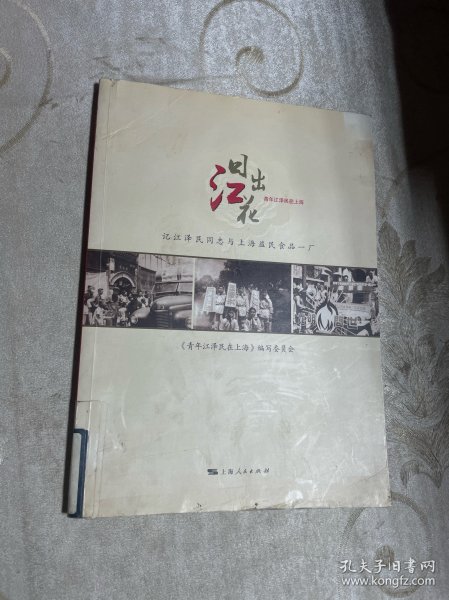 日出江花
青年江泽民在上海
记江泽民同志与上海益民食品一厂
《青年江泽民在上海》编写委员会
上海人民出版社
孔夫子旧书网
www.kongfz.com